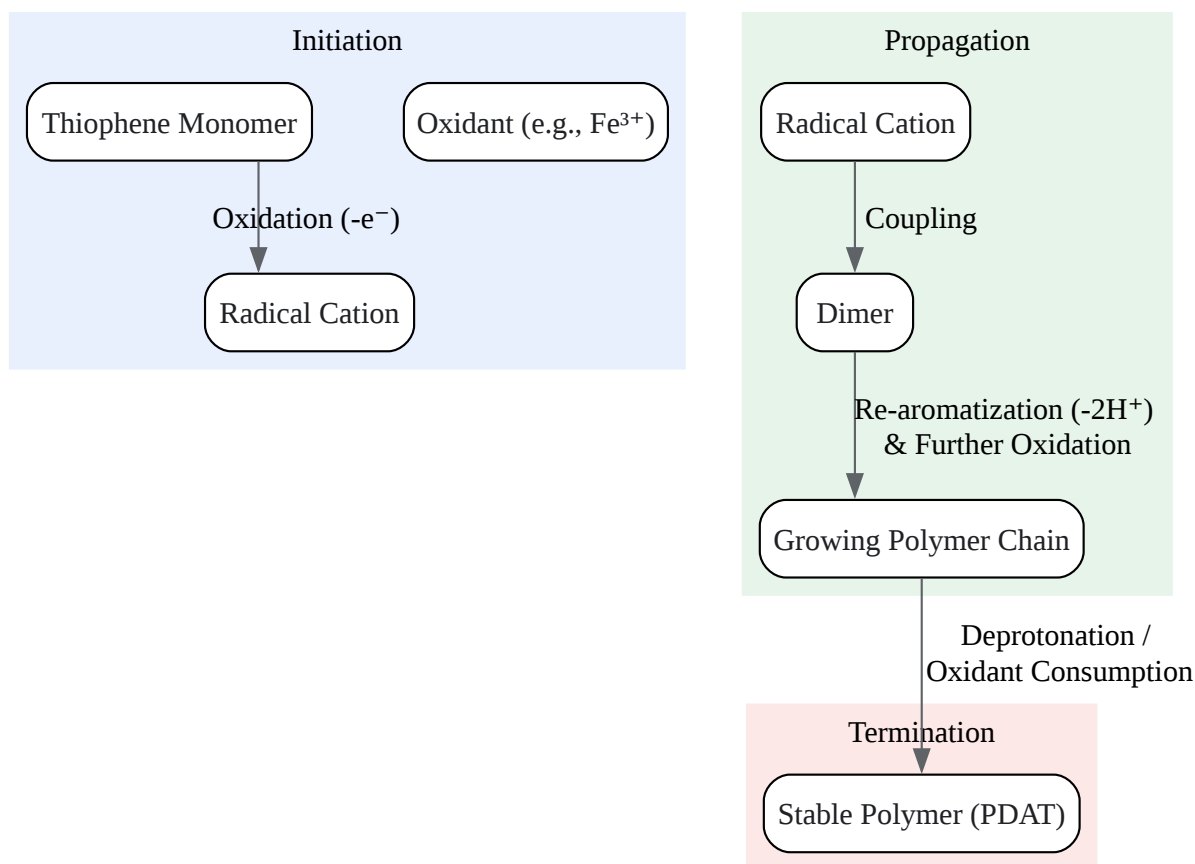 Initiation
Thiophene Monomer
Oxidant (e.g., Fe³⁺)
Oxidation (-e⁻)
Radical Cation
Propagation
Radical Cation
Coupling
Dimer
Re-aromatization (-2H⁺)
& Further Oxidation
Growing Polymer Chain
Deprotonation /
Oxidant Consumption
Termination
Stable Polymer (PDAT)